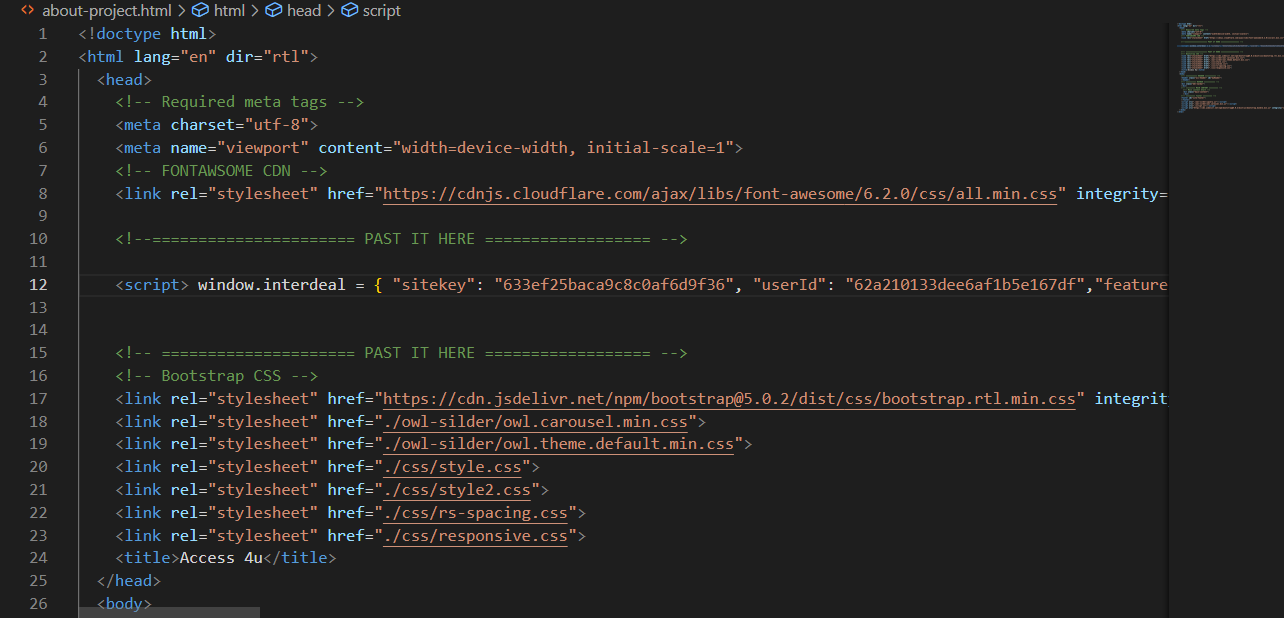 about-project.html > html > head > script
1 <!doctype html>
2 <html lang="en" dir="rtl">
3 <head>
4 <!-- Required meta tags -->
5 <meta charset="utf-8">
6 <meta name="viewport" content="width=device-width, initial-scale=1">
7 <!-- FONTAWSOME CDN -->
8 <link rel="stylesheet" href="https://cdnjs.cloudflare.com/ajax/libs/font-awesome/6.2.0/css/all.min.css" integrity=
9
10 <!--====================== PAST IT HERE ================== -->
11
12 <script> window.interdeal = { "sitekey": "633ef25baca9c8c0af6d9f36", "userId": "62a210133dee6af1b5e167df","feature
13
14
15 <!-- ===================== PAST IT HERE ================== -->
16 <!-- Bootstrap CSS -->
17 <link rel="stylesheet" href="https://cdn.jsdelivr.net/npm/bootstrap@5.0.2/dist/css/bootstrap.rtl.min.css" integrit
18 <link rel="stylesheet" href="./owl-silder/owl.carousel.min.css">
19 <link rel="stylesheet" href="./owl-silder/owl.theme.default.min.css">
20 <link rel="stylesheet" href="./css/style.css">
21 <link rel="stylesheet" href="./css/style2.css">
22 <link rel="stylesheet" href="./css/rs-spacing.css">
23 <link rel="stylesheet" href="./css/responsive.css">
24 <title>Access 4u</title>
25 </head>
26 <body>